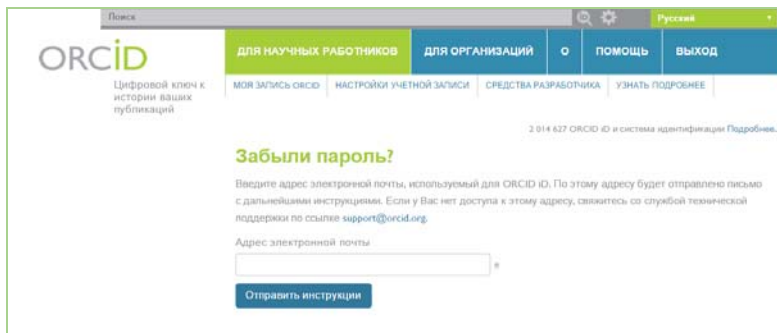 Поиск
Русский
ORCID
ДЛЯ НАУЧНЫХ РАБОТНИКОВ ДЛЯ ОРГАНИЗАЦИЙ О ПОМОЩЬ ВЫХОД
Цифровой ключ к
истории ваших
публикаций
МОЯ ЗАПИСЬ ORCID НАСТРОЙКИ УЧЕТНОЙ ЗАПИСИ СРЕДСТВА РАЗРАБОТЧИКА УЗНАТЬ ПОДРОБНЕЕ
2 014 627 ORCID iD и система идентификации Подробнее.
Забыли пароль?
Введите адрес электронной почты, используемый для ORCID iD. По этому адресу будет отправлено письмо
с дальнейшими инструкциями. Если у Вас нет доступа к этому адресу, свяжитесь со службой технической
поддержки по ссылке support@orcid.org.
Адрес электронной почты
*
Отправить инструкции